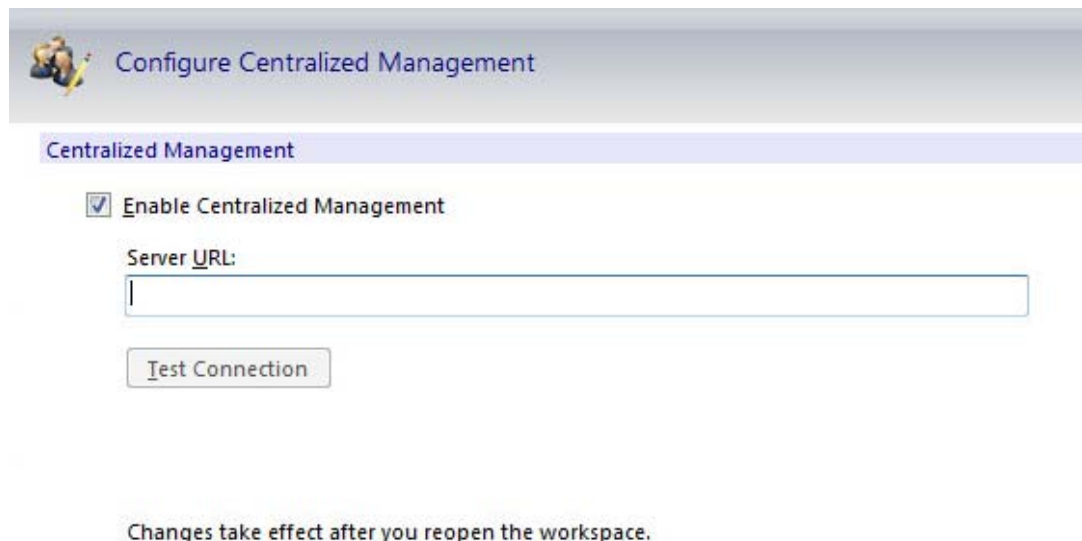 Configure Centralized Management
Centralized Management
Enable Centralized Management
Server URL:
Test Connection
Changes take effect after you reopen the workspace.